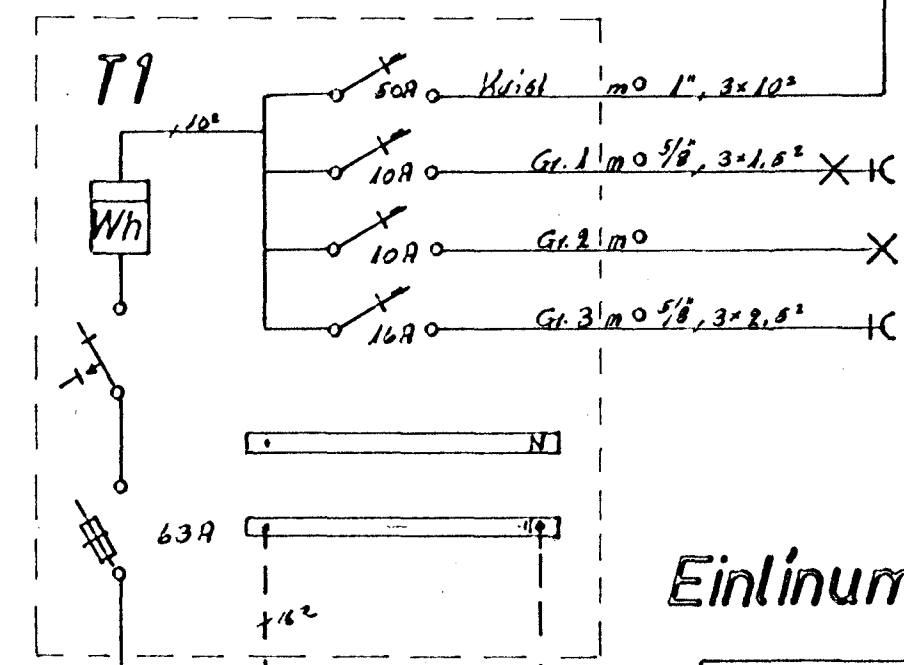 T1
50A Kvísl m 1", 3×10²
10²
10A Gr. 1 m 5/8", 3×1,5²
Wh
10A Gr. 2 m
16A Gr. 3 m 5/8", 3×2,5²
N
63A
16²
Einlínum